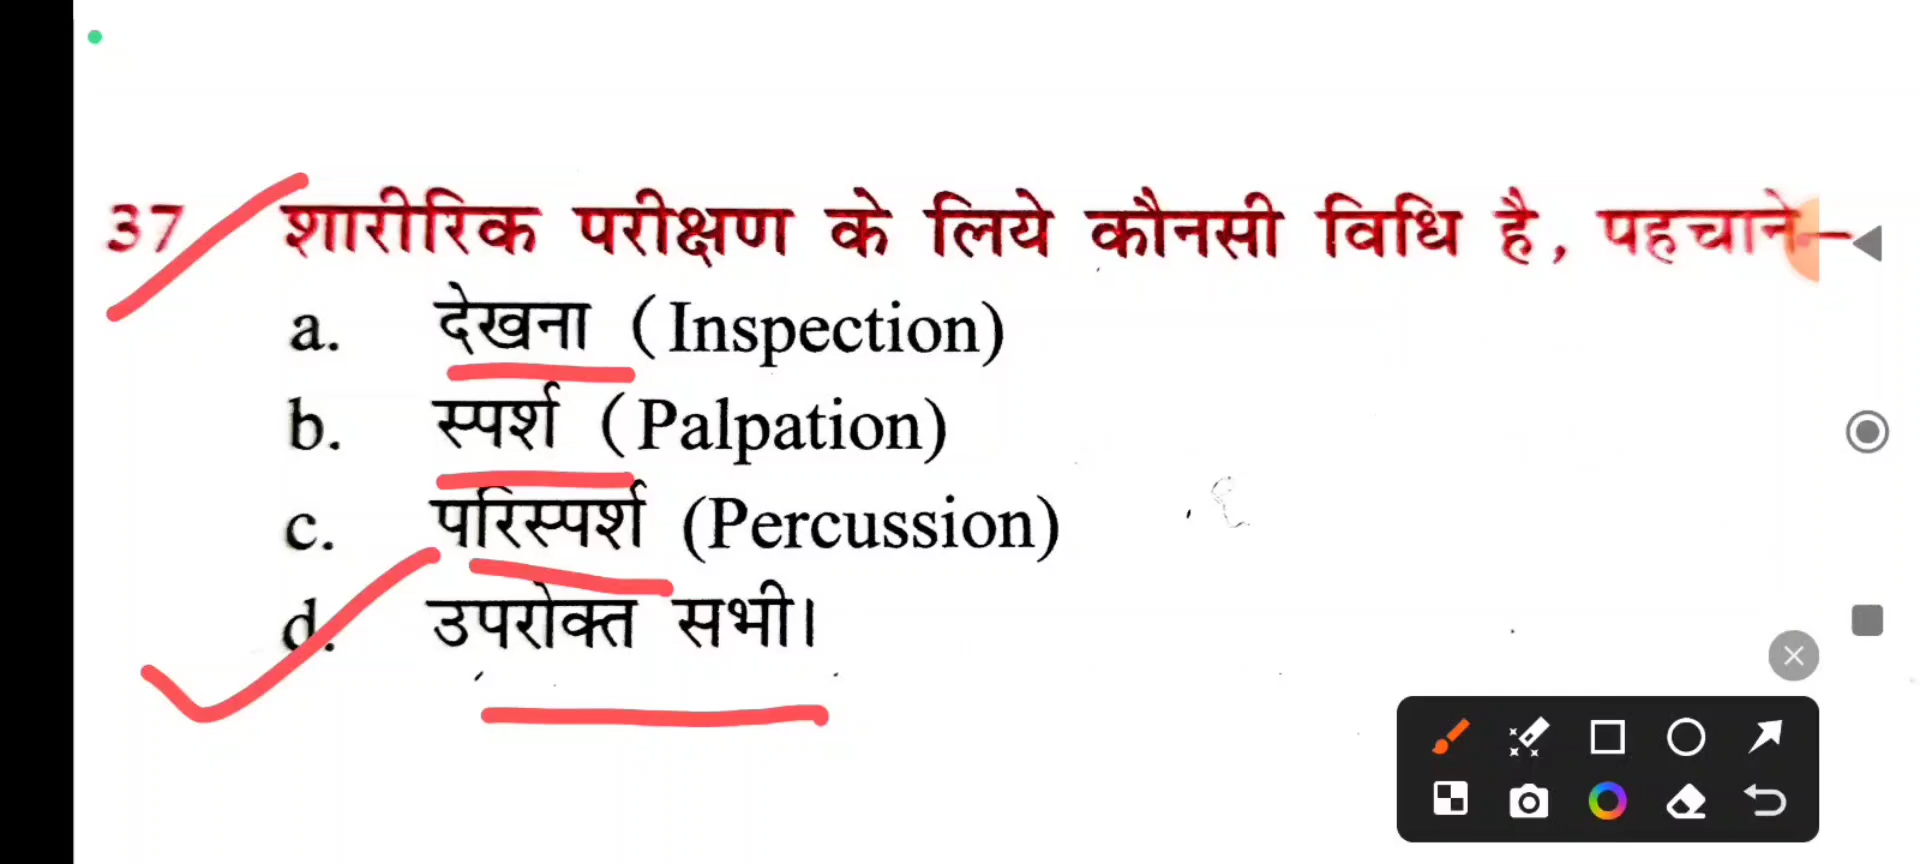 37 शारीरिक परीक्षण के लिये कौनसी विधि है, पहचाने–
a. देखना (Inspection)
b. स्पर्श (Palpation)
c. परिस्पर्श (Percussion)
d. उपरोक्त सभी।